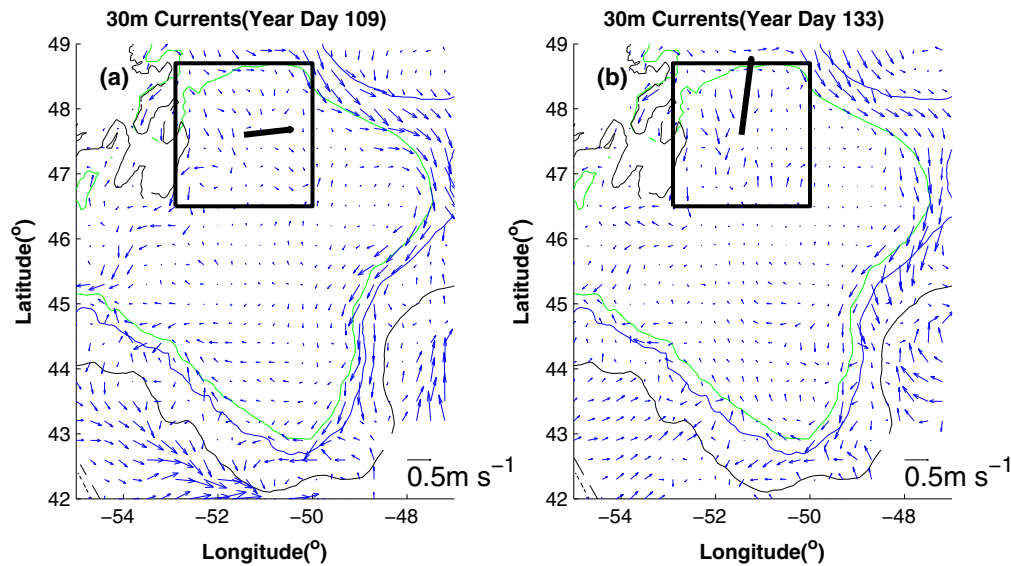 30m Currents(Year Day 109)
(a)
49
48
47
46
45
44
43
42
−54
−52
−50
−48
Latitude(o)
Longitude(o)
0.5m s−1
30m Currents(Year Day 133)
(b)
49
48
47
46
45
44
43
42
−54
−52
−50
−48
Latitude(o)
Longitude(o)
0.5m s−1